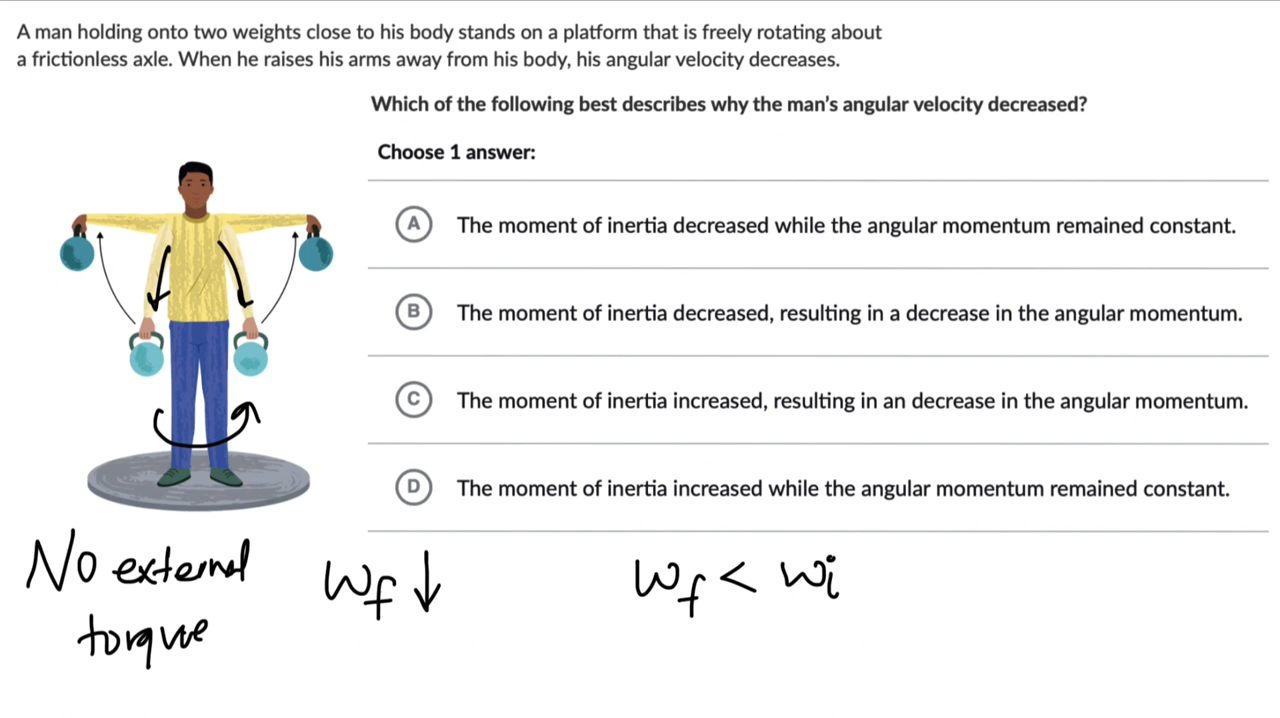 A man holding onto two weights close to his body stands on a platform that is freely rotating about
a frictionless axle. When he raises his arms away from his body, his angular velocity decreases.
Which of the following best describes why the man's angular velocity decreased?
Choose 1 answer:
A The moment of inertia decreased while the angular momentum remained constant.
B The moment of inertia decreased, resulting in a decrease in the angular momentum.
C The moment of inertia increased, resulting in an decrease in the angular momentum.
D The moment of inertia increased while the angular momentum remained constant.
No external
torque
ωf ↓
ωf < ωi